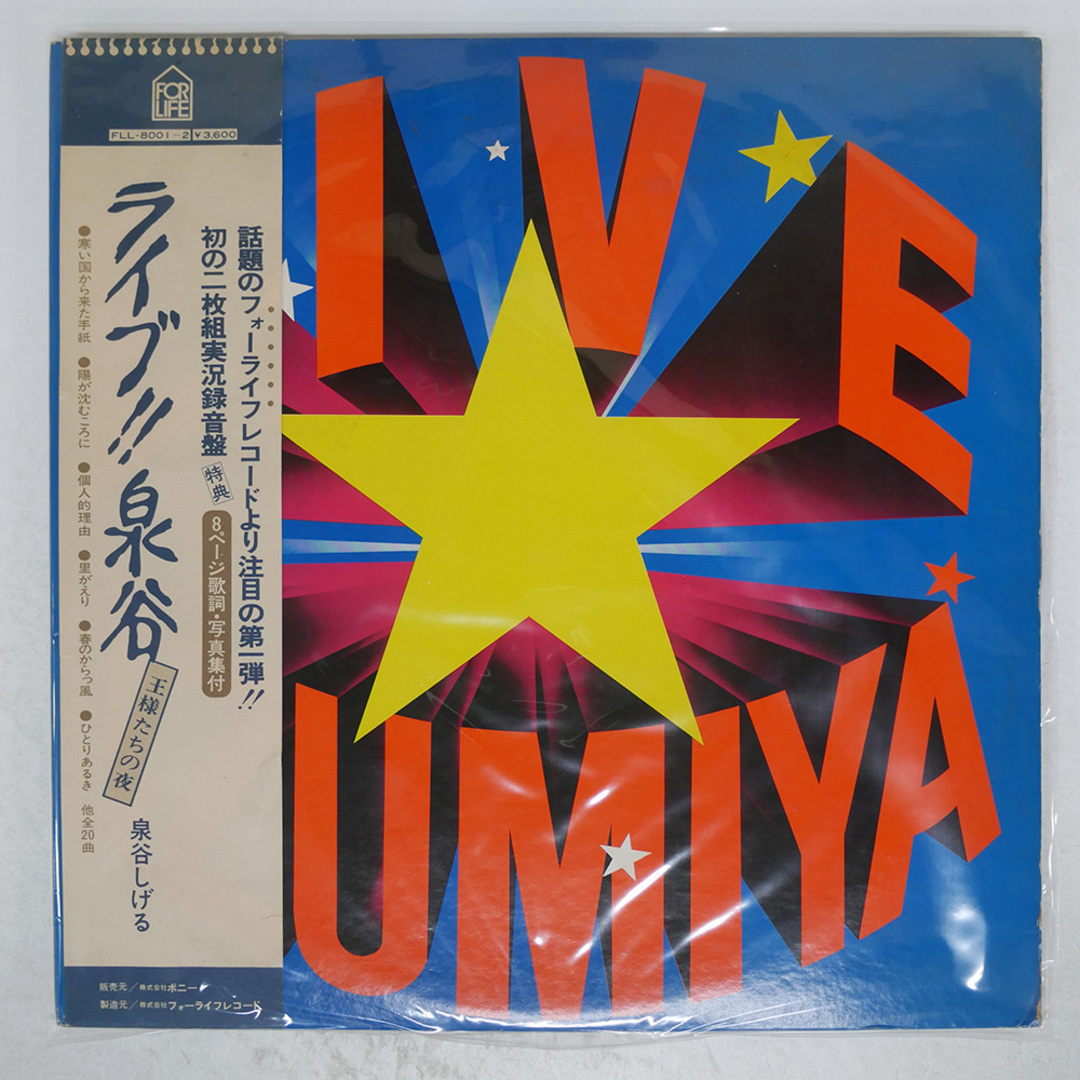 FOR
LIFE
FLL-8001-2 ¥3,600
話題のフォーライフレコードより注目の第一弾!!
初の二枚組実況録音盤
特典
8ページ歌詞・写真集付
ライブ!!泉谷
王様たちの夜
泉谷しげる
●寒い国から来た手紙 ●陽が沈むころに ●個人的理由 ●里がえり ●春のからっ風 ●ひとりあるき 他全20曲
販売元/株式会社ポニー
製造元/株式会社フォーライフレコード
IVE
UMIYA